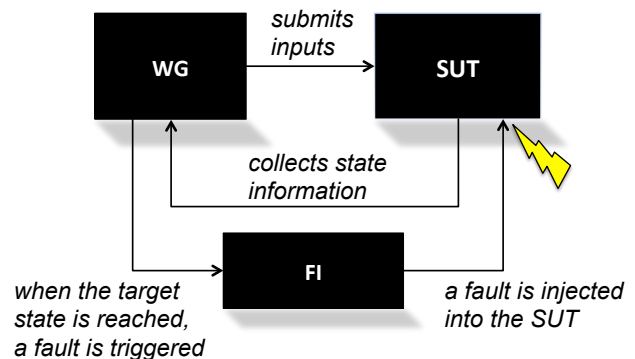 submits
inputs
WG
SUT
collects state
information
FI
when the target
state is reached,
a fault is triggered
a fault is injected
into the SUT